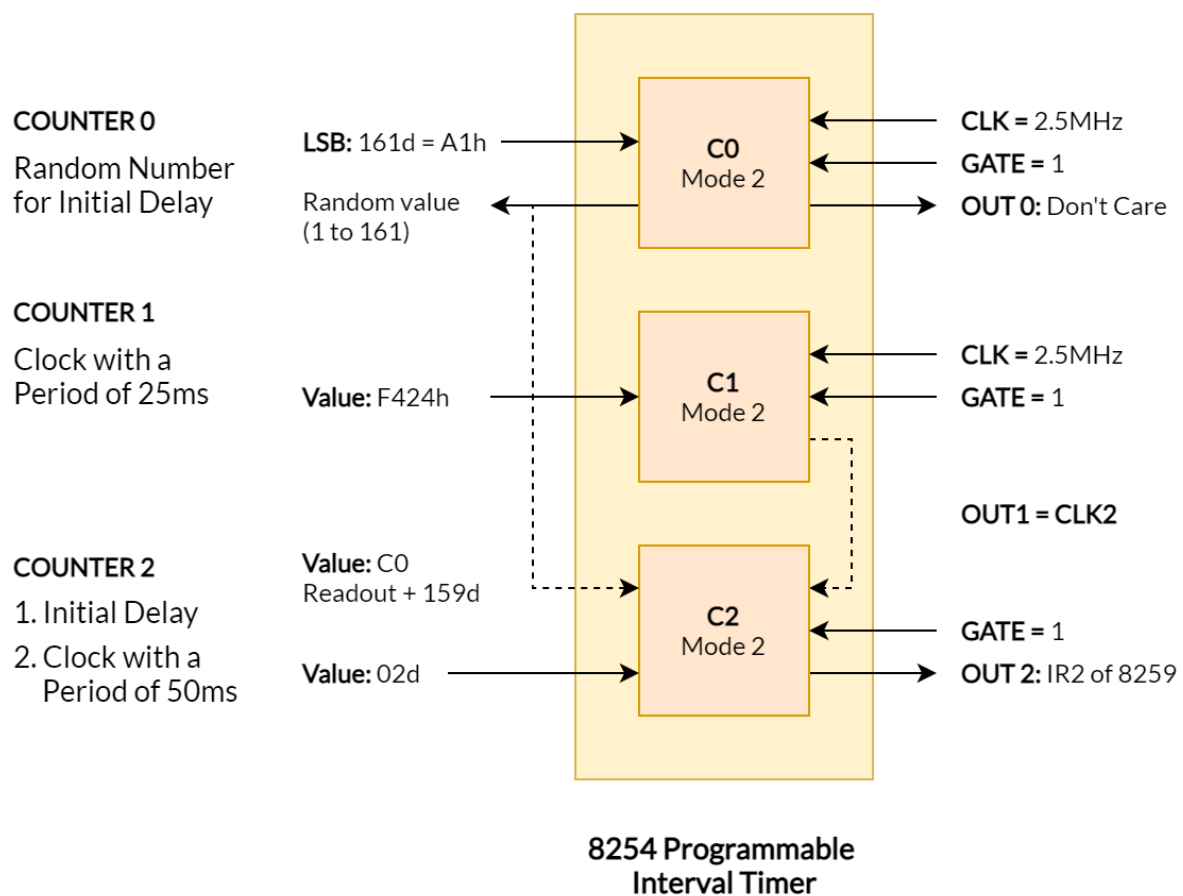 COUNTER 0
Random Number
for Initial Delay
LSB: 161d = A1h
Random value
(1 to 161)
C0
Mode 2
CLK = 2.5MHz
GATE = 1
OUT 0: Don't Care
COUNTER 1
Clock with a
Period of 25ms
Value: F424h
C1
Mode 2
CLK = 2.5MHz
GATE = 1
OUT1 = CLK2
COUNTER 2
1. Initial Delay
2. Clock with a
Period of 50ms
Value: C0
Readout + 159d
Value: 02d
C2
Mode 2
GATE = 1
OUT 2: IR2 of 8259
8254 Programmable
Interval Timer